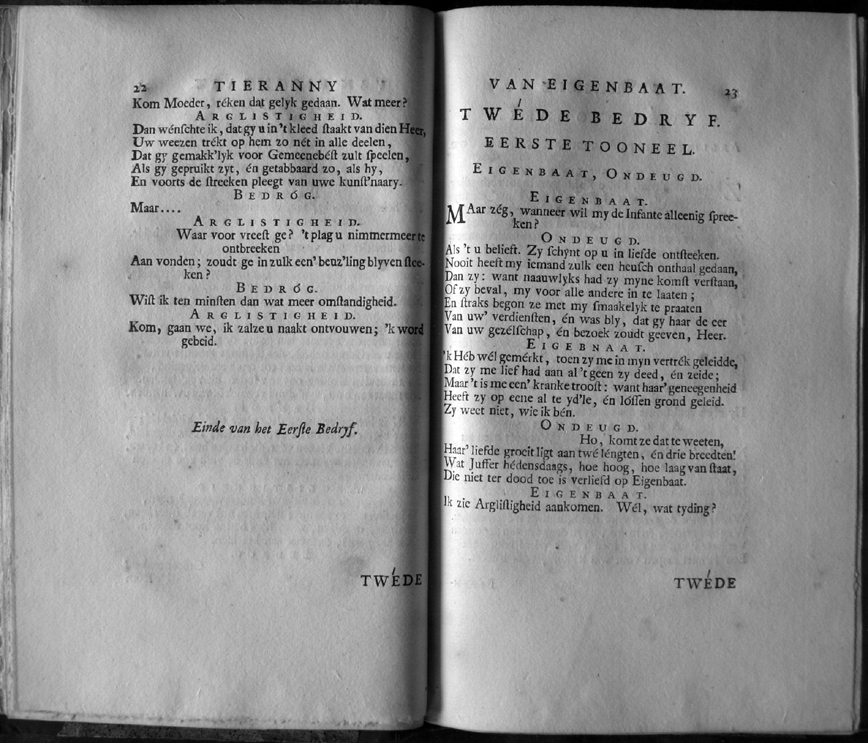 22 TIERANNY
Kom Moeder, réken dat gelyk gedaan. Wat meer?
ARGLISTIGHEID.
Dan wénſchte ik, dat gy u in 't kleed ſtaakt van dien Heer,
Uw weezen trékt op hem zo nét in alle deelen,
Dat gy gemakk'lyk voor Gemeenebéſt zult ſpeelen,
Als gy gepruikt zyt, én getabbaard zo, als hy,
En voorts de ſtreeken pleegt van uwe kunſt'naary.
BEDRÓG.
Maar....
ARGLISTIGHEID.
Waar voor vreeſt ge? 't plag u nimmermeer te
ontbreeken
Aan vonden; zoudt ge in zulk een' beuz'ling blyven ſtee-
ken?
BEDRÓG.
Wiſt ik ten minſten dan wat meer omſtandigheid.
ARGLISTIGHEID.
Kom, gaan we, ik zalze u naakt ontvouwen; 'k word
gebeid.
Einde van het Eerſte Bedryf.
TWÉDE
VAN EIGENBAAT. 23
TWÉDE BEDRYF.
EERSTE TOONEEL.
EIGENBAAT, ONDEUGD.
EIGENBAAT.
MAar zég, wanneer wil my de Infante alleenig ſpree-
ken?
ONDEUGD.
Als 't u belieft. Zy ſchynt op u in liefde ontſteeken.
Nooit heeft my iemand zulk een heuſch onthaal gedaan,
Dan zy: want naauwlyks had zy myne komſt verſtaan,
Of zy beval, my voor alle andere in te laaten;
En ſtraks begon ze met my ſmaakelyk te praaten
Van uw' verdienſten, én was bly, dat gy haar de eer
Van uw gezélſchap, én bezoek zoudt geeven, Heer.
EIGEBNAAT.
'k Héb wél gemérkt, toen zy me in myn vertrék geleidde,
Dat zy me lief had aan al 't geen zy deed, én zeide;
Maar 't is me een' kranke trooſt: want haar' geneegenheid
Heeft zy op eene al te yd'le, én lóſſen grond geleid.
Zy weet niet, wie ik bén.
ONDEUGD.
Ho, komt ze dat te weeten,
Haar' liefde groeit ligt aan twé léngten, én drie breedten!
Wat Juffer hédensdaags, hoe hoog, hoe laag van ſtaat,
Die niet ter dood toe is verliefd op Eigenbaat.
EIGENBAAT.
Ik zie Argliſtigheid aankomen. Wél, wat tyding?
TWÉDE